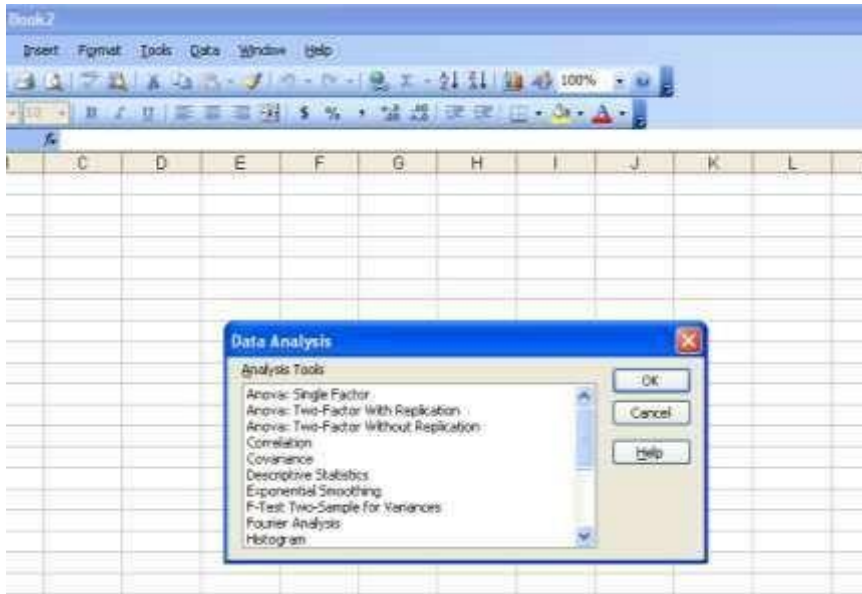 Book2
Insert Format Tools Data Window Help
100%
10 B I U $ % ,
fx
C D E F G H I J K L
Data Analysis
Analysis Tools
Anova: Single Factor
Anova: Two-Factor With Replication
Anova: Two-Factor Without Replication
Correlation
Covariance
Descriptive Statistics
Exponential Smoothing
F-Test Two-Sample for Variances
Fourier Analysis
Histogram
OK
Cancel
Help